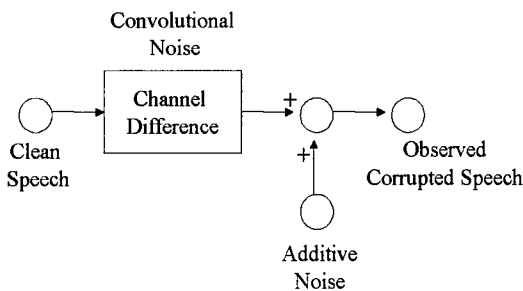 Convolutional
Noise
Channel
Difference
Clean
Speech
+
+
Observed
Corrupted Speech
Additive
Noise